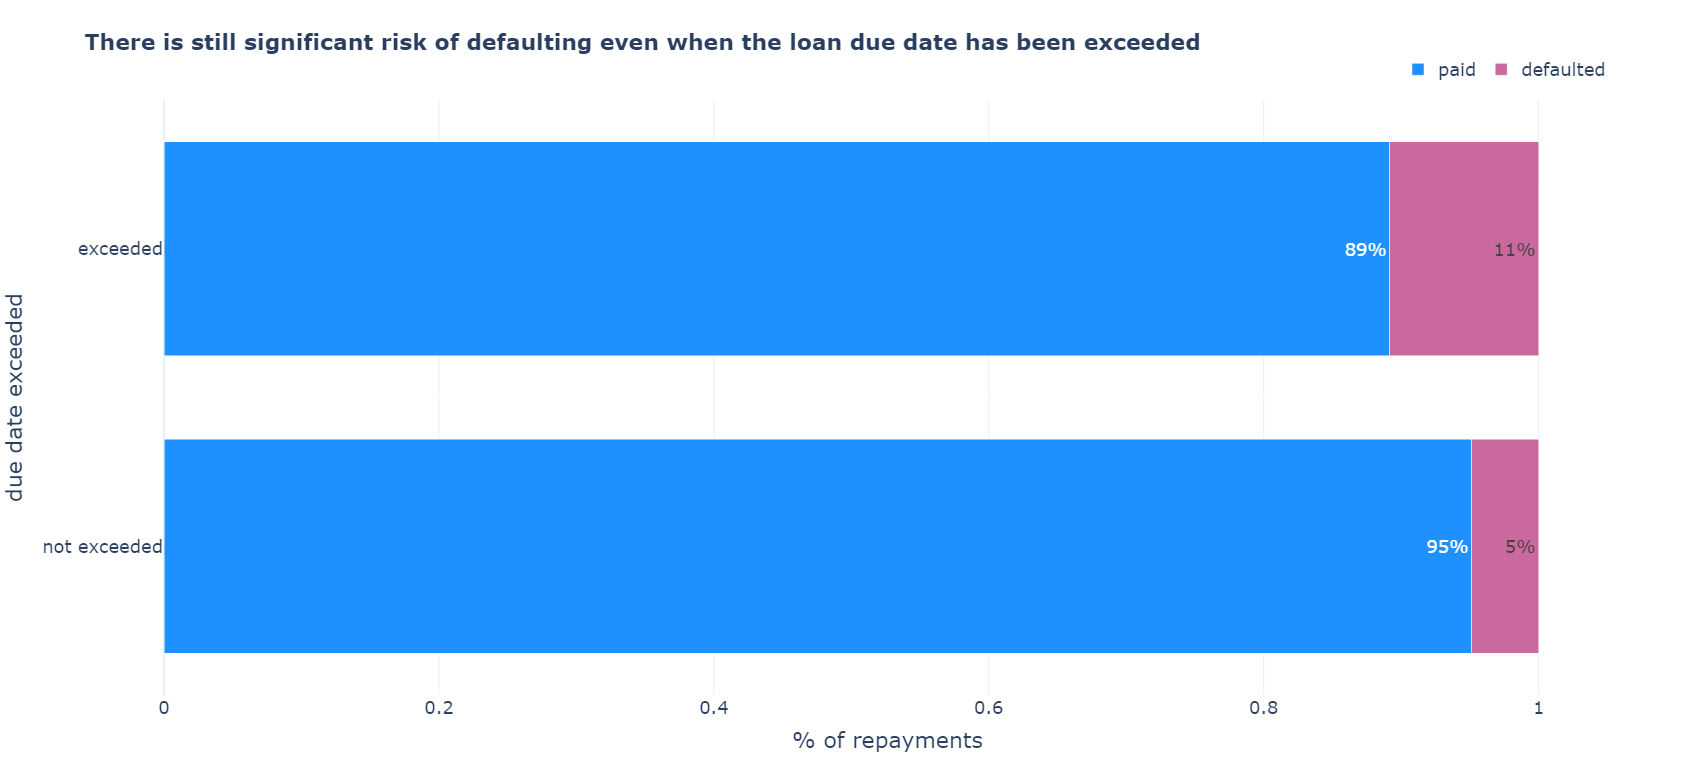 There is still significant risk of defaulting even when the loan due date has been exceeded
paid
defaulted
due date exceeded
exceeded
89%
11%
not exceeded
95%
5%
0
0.2
0.4
0.6
0.8
1
% of repayments